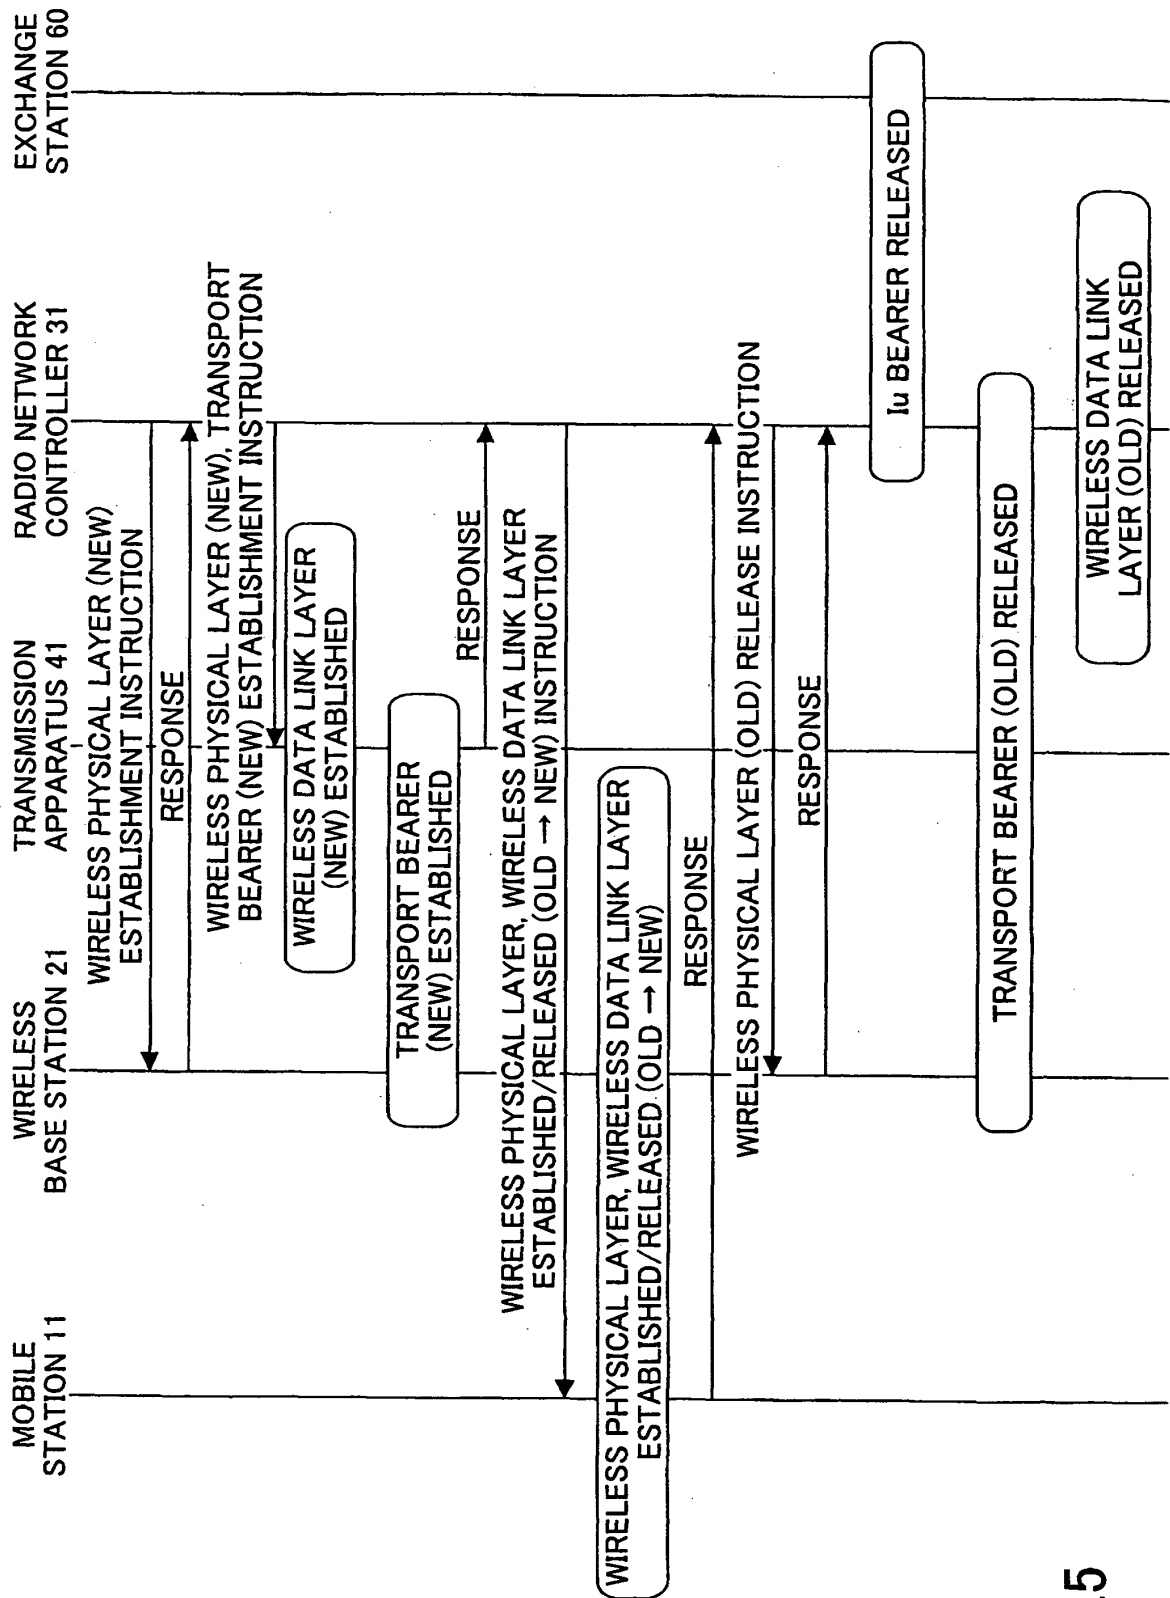 MOBILE
STATION 11
WIRELESS
BASE STATION 21
TRANSMISSION
APPARATUS 41
RADIO NETWORK
CONTROLLER 31
EXCHANGE
STATION 60
WIRELESS PHYSICAL LAYER (NEW)
ESTABLISHMENT INSTRUCTION
RESPONSE
WIRELESS PHYSICAL LAYER (NEW), TRANSPORT
BEARER (NEW) ESTABLISHMENT INSTRUCTION
WIRELESS DATA LINK LAYER
(NEW) ESTABLISHED
TRANSPORT BEARER
(NEW) ESTABLISHED
RESPONSE
WIRELESS PHYSICAL LAYER, WIRELESS DATA LINK LAYER
ESTABLISHED/RELEASED (OLD → NEW) INSTRUCTION
WIRELESS PHYSICAL LAYER, WIRELESS DATA LINK LAYER
ESTABLISHED/RELEASED (OLD → NEW)
RESPONSE
WIRELESS PHYSICAL LAYER (OLD) RELEASE INSTRUCTION
RESPONSE
Iu BEARER RELEASED
TRANSPORT BEARER (OLD) RELEASED
WIRELESS DATA LINK
LAYER (OLD) RELEASED